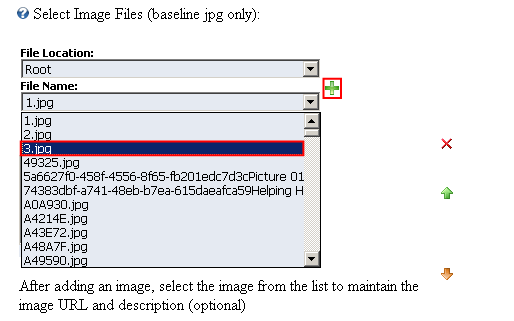 Select Image Files (baseline jpg only):
File Location:
Root
File Name:
1.jpg
1.jpg
2.jpg
3.jpg
49325.jpg
5a6627f0-458f-4556-8f65-fb201edc7d3cPicture 01
74383dbf-a741-48eb-b7ea-615daeafca59Helping H
A0A930.jpg
A4214E.jpg
A43E72.jpg
A48A7F.jpg
A49590.jpg
After adding an image, select the image from the list to maintain the
image URL and description (optional)